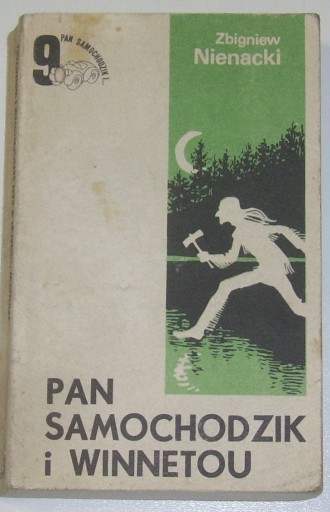 9
PAN SAMOCHODZIK I...
Zbigniew
Nienacki
PAN
SAMOCHODZIK
i WINNETOU